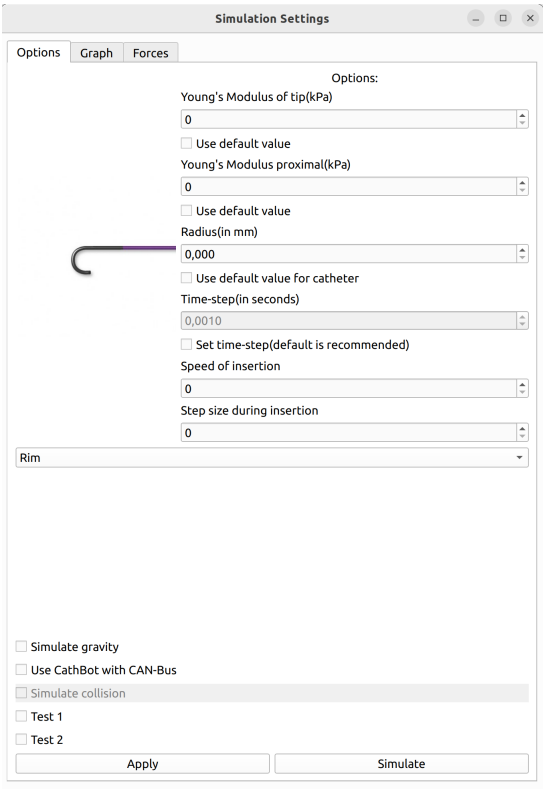 Simulation Settings
Options Graph Forces
Options:
Young's Modulus of tip(kPa)
0
Use default value
Young's Modulus proximal(kPa)
0
Use default value
Radius(in mm)
0,000
Use default value for catheter
Time-step(in seconds)
0,0010
Set time-step(default is recommended)
Speed of insertion
0
Step size during insertion
0
Rim
Simulate gravity
Use CathBot with CAN-Bus
Simulate collision
Test 1
Test 2
Apply Simulate